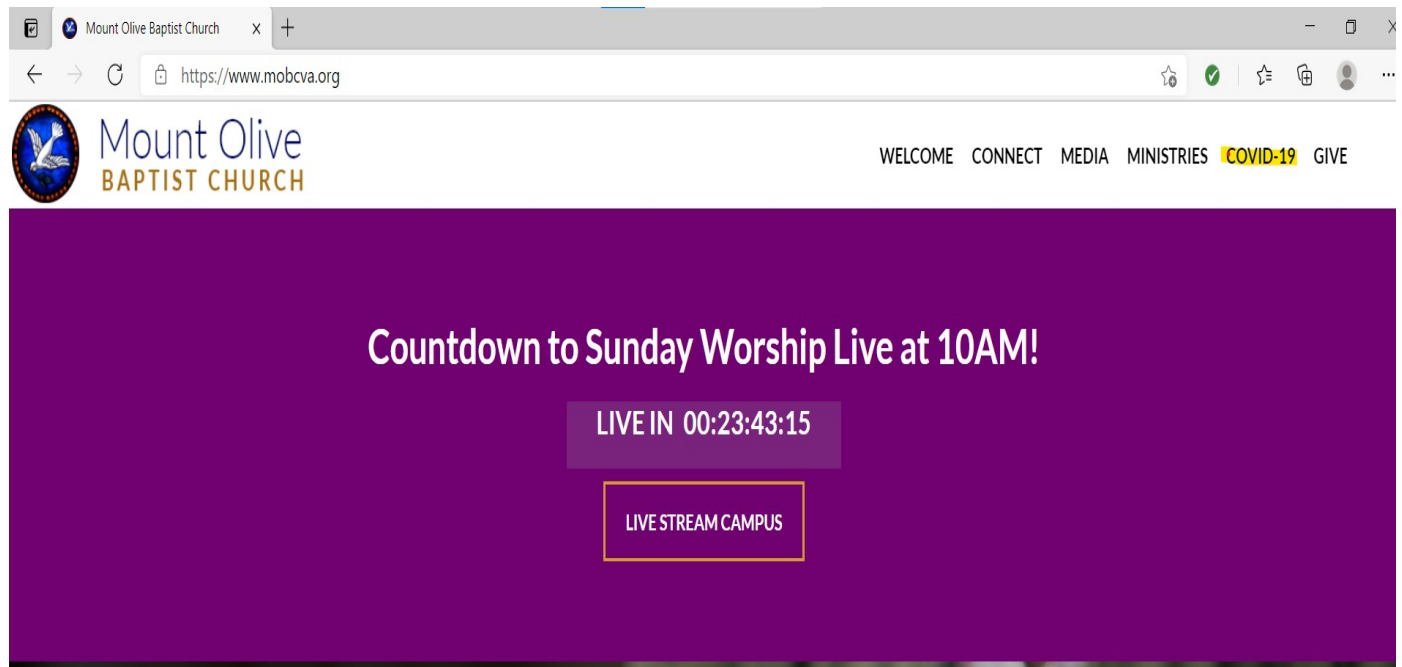 Mount Olive Baptist Church
https://www.mobcva.org
Mount Olive
BAPTIST CHURCH
WELCOME CONNECT MEDIA MINISTRIES COVID-19 GIVE
Countdown to Sunday Worship Live at 10AM!
LIVE IN 00:23:43:15
LIVE STREAM CAMPUS